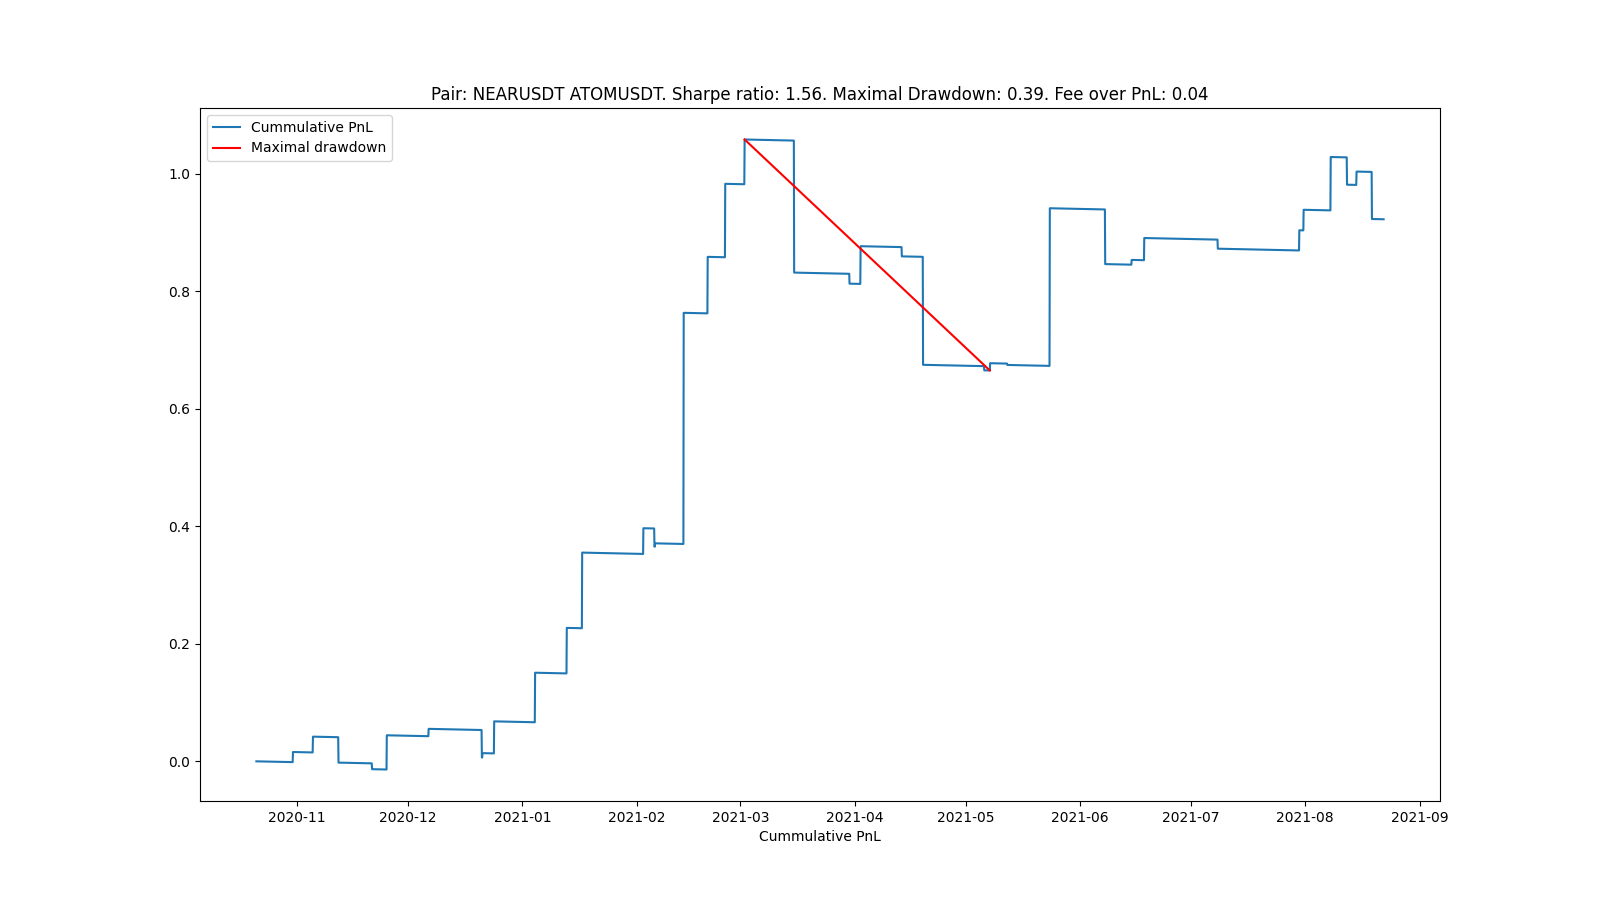 Pair: NEARUSDT ATOMUSDT. Sharpe ratio: 1.56. Maximal Drawdown: 0.39. Fee over PnL: 0.04
Cummulative PnL
Maximal drawdown
1.0
0.8
0.6
0.4
0.2
0.0
2020-11 2020-12 2021-01 2021-02 2021-03 2021-04 2021-05 2021-06 2021-07 2021-08 2021-09
Cummulative PnL